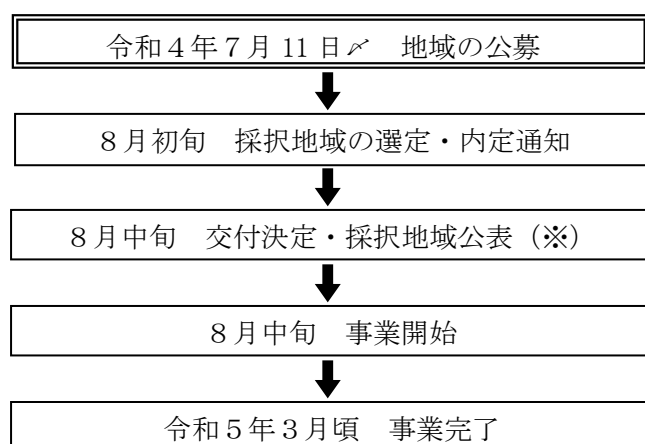 令和４年７月 11 日〆　地域の公募
８月初旬　採択地域の選定・内定通知
８月中旬　交付決定・採択地域公表（※）
８月中旬　事業開始
令和５年３月頃　事業完了